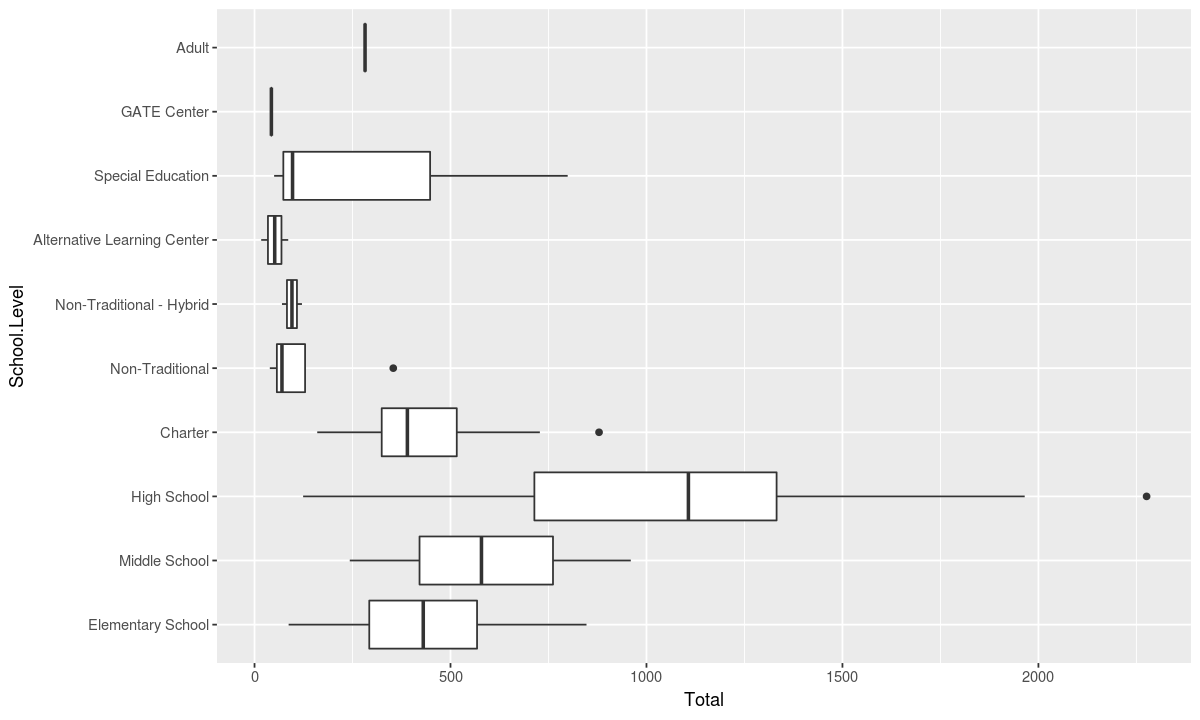 Adult
GATE Center
Special Education
Alternative Learning Center
Non-Traditional - Hybrid
Non-Traditional
Charter
High School
Middle School
Elementary School
School.Level
0 500 1000 1500 2000
Total